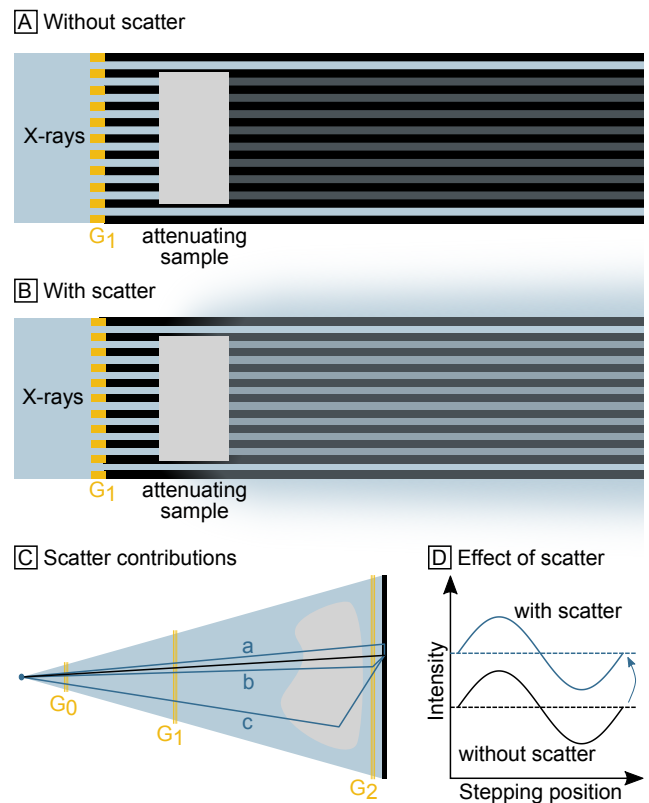 A Without scatter
X-rays
G1
attenuating
sample
B With scatter
X-rays
G1
attenuating
sample
C Scatter contributions
a
b
c
G0
G1
G2
D Effect of scatter
with scatter
Intensity
without scatter
Stepping position